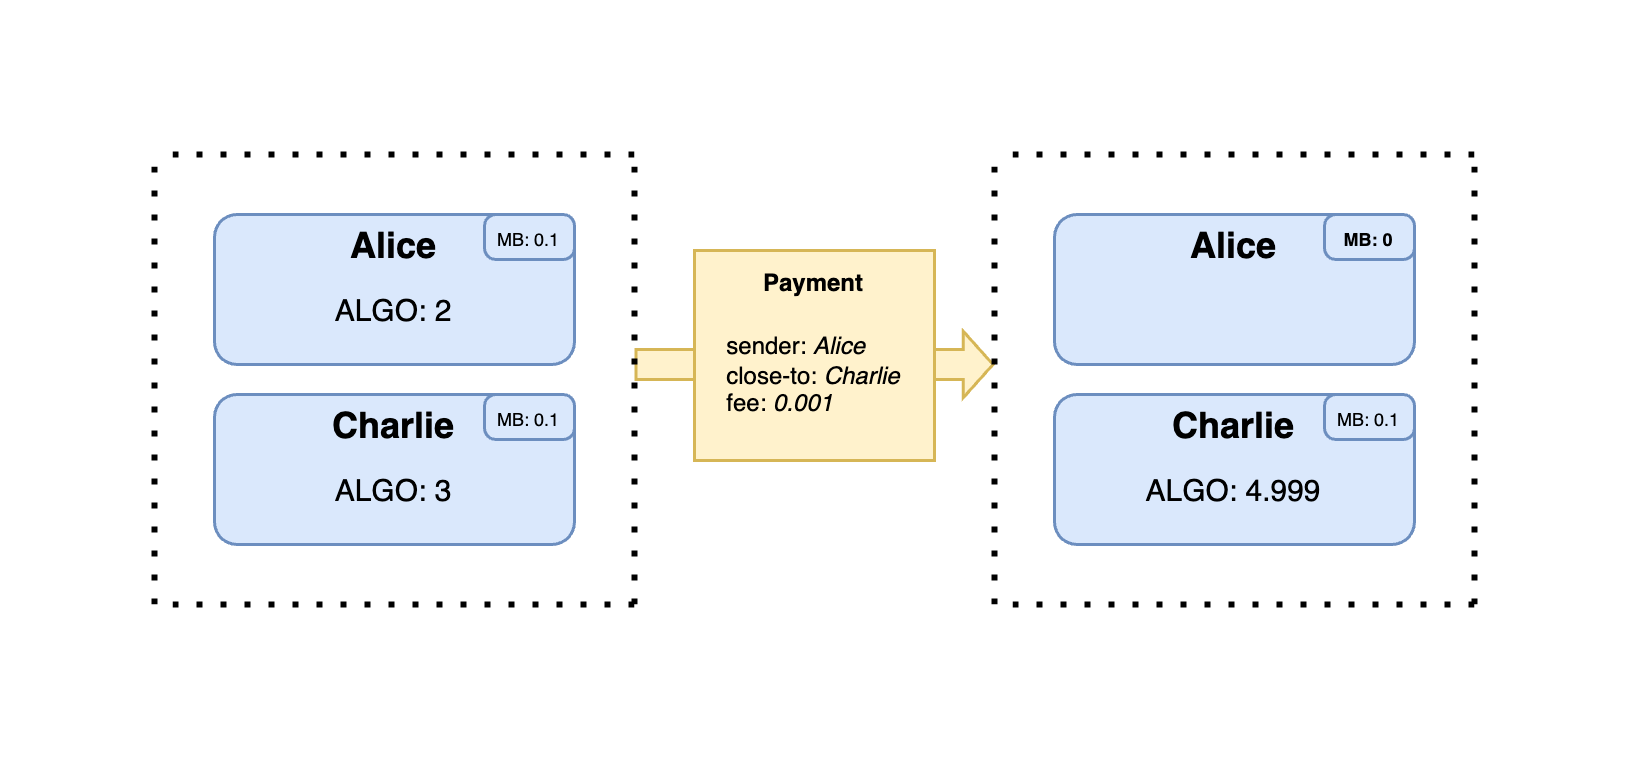 Alice
MB: 0.1
ALGO: 2
Charlie
MB: 0.1
ALGO: 3
Payment
sender: Alice
close-to: Charlie
fee: 0.001
Alice
MB: 0
Charlie
MB: 0.1
ALGO: 4.999